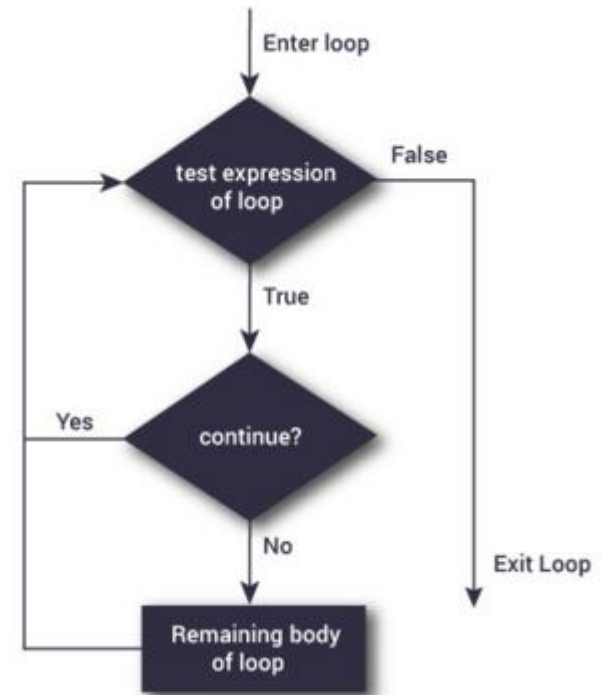 Enter loop
test expression
of loop
False
True
Yes
continue?
No
Exit Loop
Remaining body
of loop